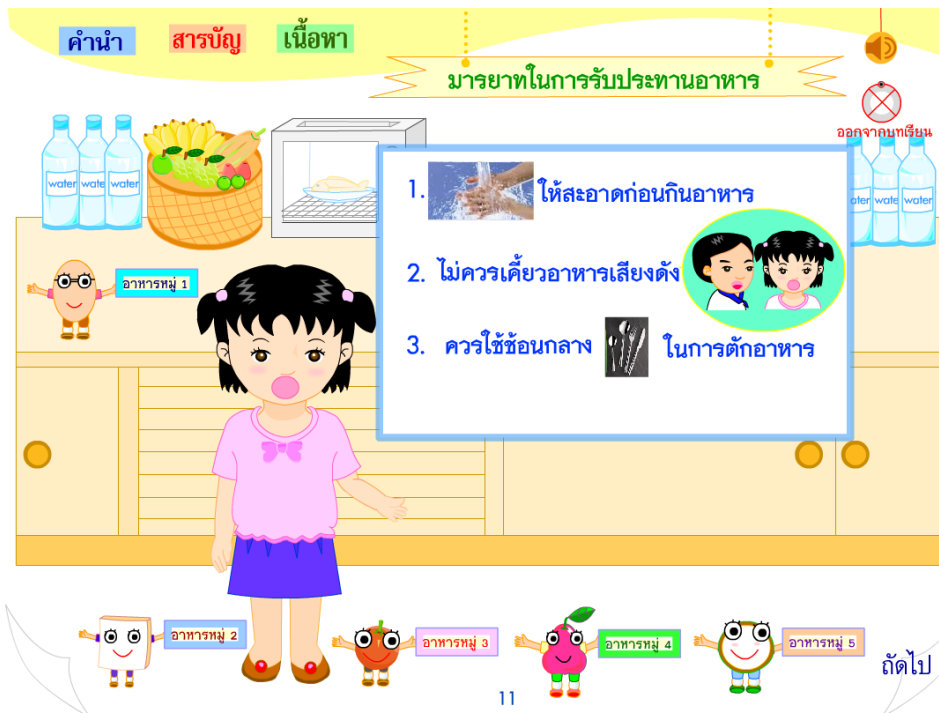 คำนำ
สารบัญ
เนื้อหา
มารยาทในการรับประทานอาหาร
ออกจากบทเรียน
water
water
water
1. ให้สะอาดก่อนกินอาหาร
water
water
water
อาหารหมู่ 1
2. ไม่ควรเคี้ยวอาหารเสียงดัง
3. ควรใช้ช้อนกลาง ในการตักอาหาร
อาหารหมู่ 2
อาหารหมู่ 3
อาหารหมู่ 4
อาหารหมู่ 5
ถัดไป
11